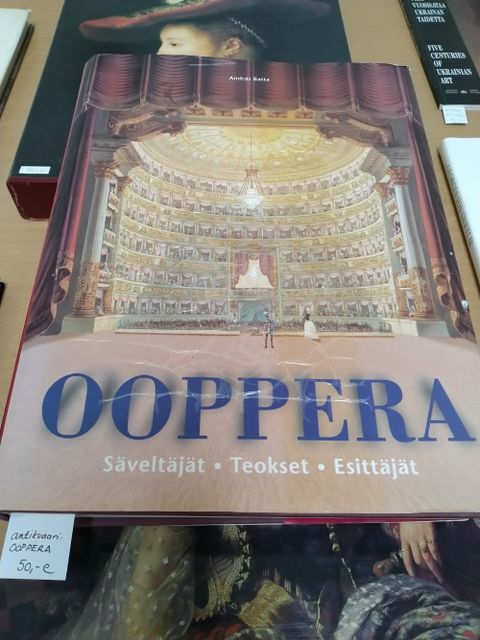 VUOSISATAA
UKRAINAN
TAIDETTA
FIVE
CENTURIES
OF
UKRAINIAN
ART
András Batta
OOPPERA
Säveltäjät • Teokset • Esittäjät
antikvaari:
OOPPERA
50,-e